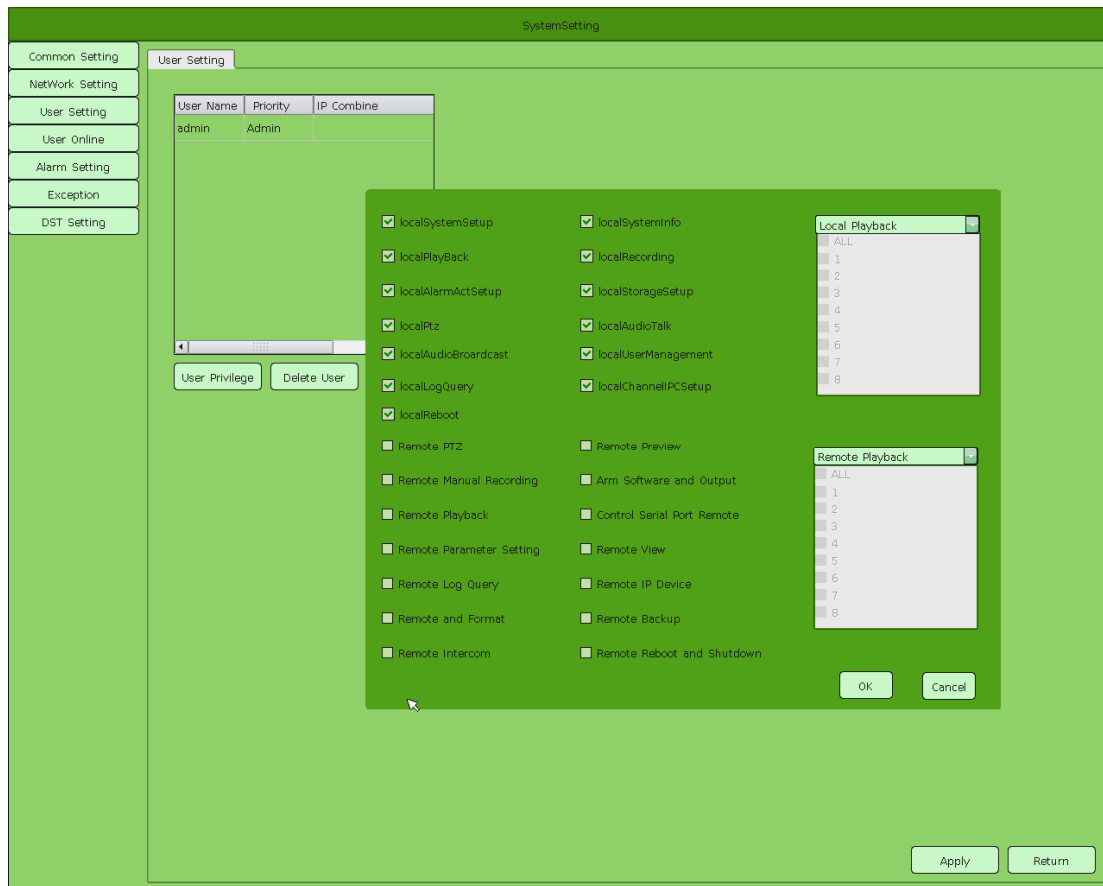 SystemSetting
Common Setting
NetWork Setting
User Setting
User Online
Alarm Setting
Exception
DST Setting
User Setting
User Name Priority IP Combine
admin Admin
User Privilege Delete User
localSystemSetup localSystemInfo
localPlayBack localRecording
localAlarmActSetup localStorageSetup
localPtz localAudioTalk
localAudioBroardcast localUserManagement
localLogQuery localChannelIPCSetup
localReboot
Remote PTZ Remote Preview
Remote Manual Recording Arm Software and Output
Remote Playback Control Serial Port Remote
Remote Parameter Setting Remote View
Remote Log Query Remote IP Device
Remote and Format Remote Backup
Remote Intercom Remote Reboot and Shutdown
Local Playback
ALL
1
2
3
4
5
6
7
8
Remote Playback
ALL
1
2
3
4
5
6
7
8
OK Cancel
Apply Return